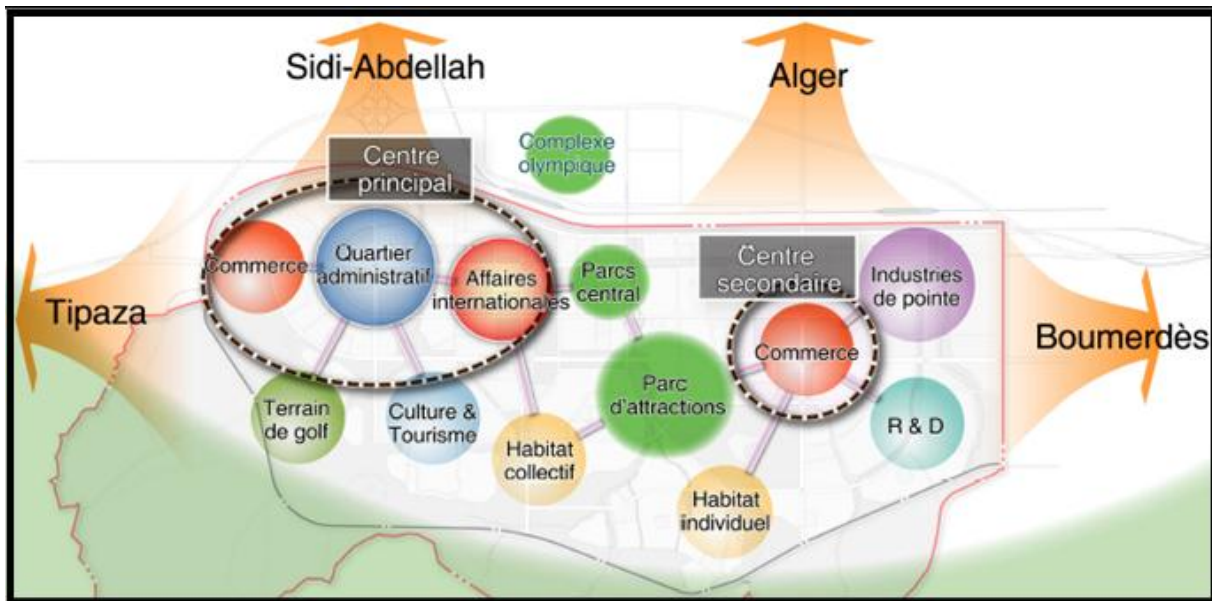 Sidi-Abdellah
Alger
Complexe
olympique
Centre
principal
Commerce
Quartier
administratif
Affaires
internationales
Parcs
central
Centre
secondaire
Industries
de pointe
Tipaza
Boumerdès
Commerce
Parc
d'attractions
Terrain
de golf
Culture &
Tourisme
R & D
Habitat
collectif
Habitat
individuel